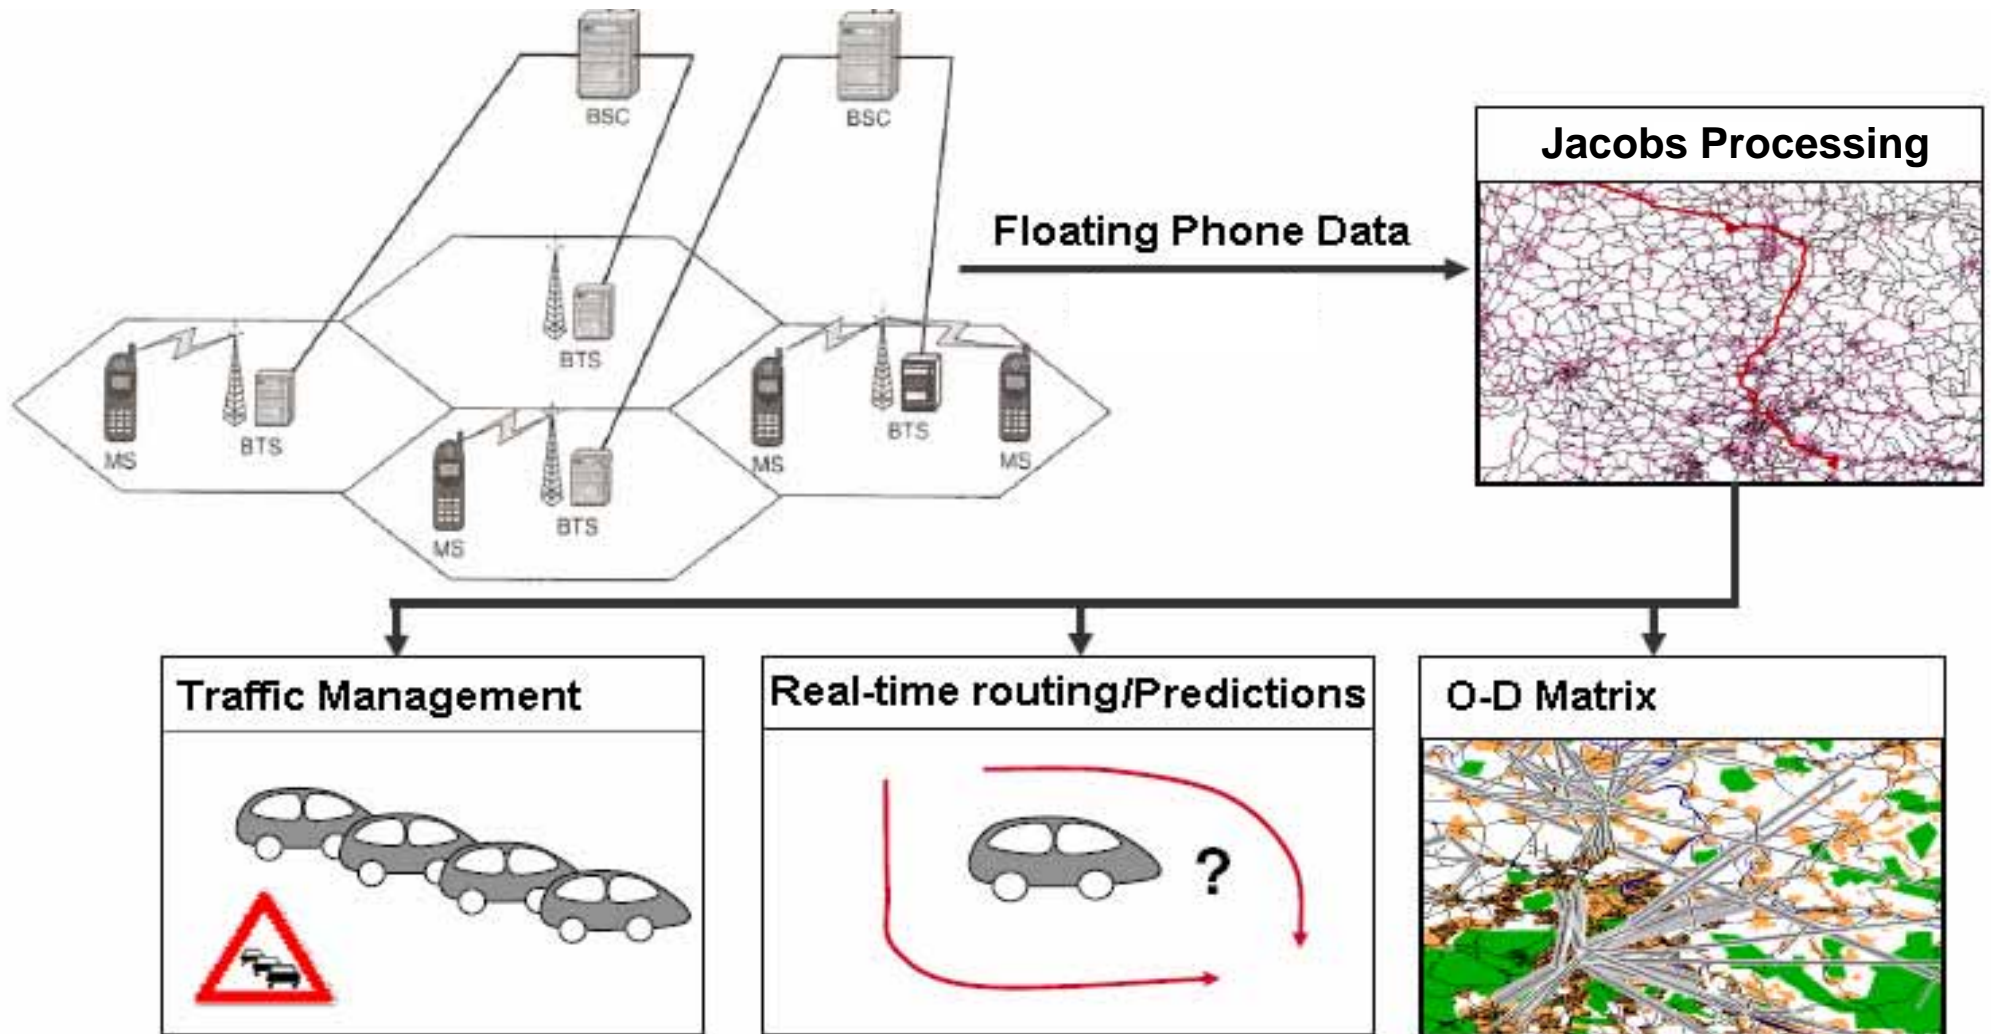 BSC
BSC
Jacobs Processing
Floating Phone Data
BTS
BTS
BTS
MS
MS
MS
BTS
MS
Traffic Management
Real-time routing/Predictions
?
O-D Matrix